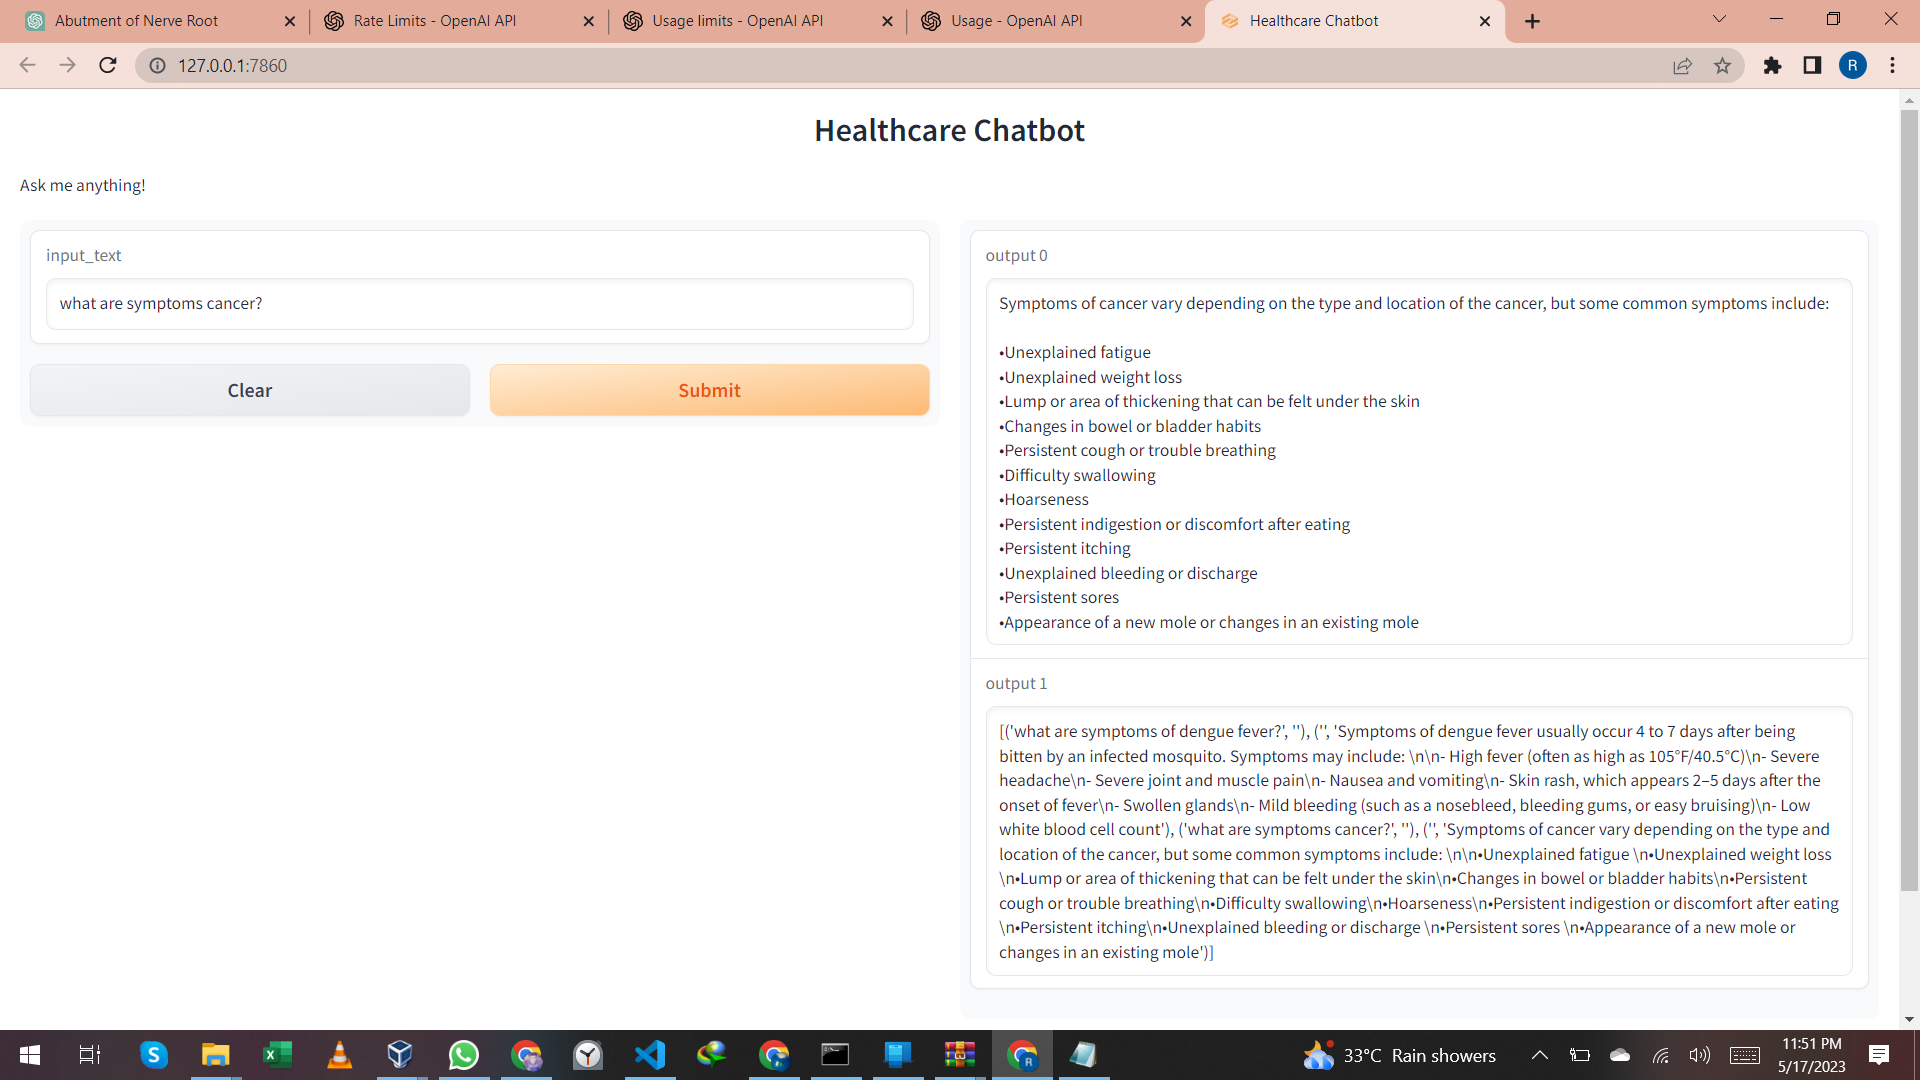 Abutment of Nerve Root
Rate Limits - OpenAI API
Usage limits - OpenAI API
Usage - OpenAI API
Healthcare Chatbot
127.0.0.1:7860
R
Healthcare Chatbot
Ask me anything!
input_text
what are symptoms cancer?
Clear
Submit
output 0
Symptoms of cancer vary depending on the type and location of the cancer, but some common symptoms include:
•Unexplained fatigue
•Unexplained weight loss
•Lump or area of thickening that can be felt under the skin
•Changes in bowel or bladder habits
•Persistent cough or trouble breathing
•Difficulty swallowing
•Hoarseness
•Persistent indigestion or discomfort after eating
•Persistent itching
•Unexplained bleeding or discharge
•Persistent sores
•Appearance of a new mole or changes in an existing mole
output 1
[('what are symptoms of dengue fever?', ''), ('', 'Symptoms of dengue fever usually occur 4 to 7 days after being
bitten by an infected mosquito. Symptoms may include: \n\n- High fever (often as high as 105°F/40.5°C)\n- Severe
headache\n- Severe joint and muscle pain\n- Nausea and vomiting\n- Skin rash, which appears 2–5 days after the
onset of fever\n- Swollen glands\n- Mild bleeding (such as a nosebleed, bleeding gums, or easy bruising)\n- Low
white blood cell count'), ('what are symptoms cancer?', ''), ('', 'Symptoms of cancer vary depending on the type and
location of the cancer, but some common symptoms include: \n\n•Unexplained fatigue \n•Unexplained weight loss
\n•Lump or area of thickening that can be felt under the skin\n•Changes in bowel or bladder habits\n•Persistent
cough or trouble breathing\n•Difficulty swallowing\n•Hoarseness\n•Persistent indigestion or discomfort after eating
\n•Persistent itching\n•Unexplained bleeding or discharge \n•Persistent sores \n•Appearance of a new mole or
changes in an existing mole')]
33°C Rain showers
11:51 PM
5/17/2023